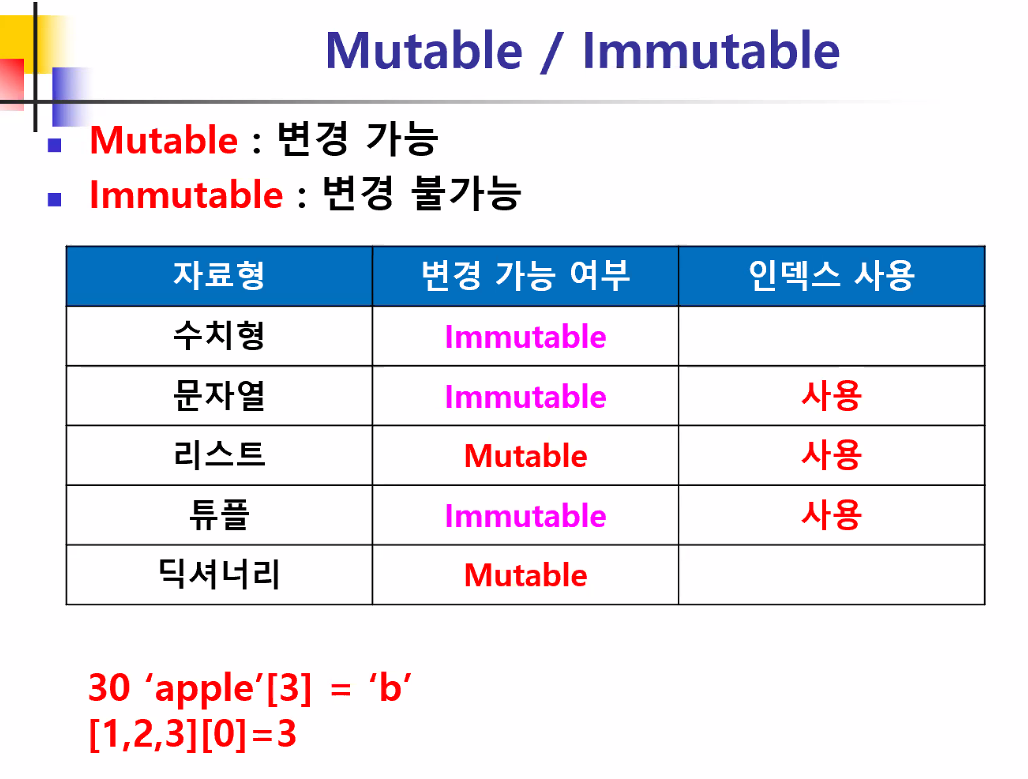 Mutable / Immutable
Mutable : 변경 가능
Immutable : 변경 불가능
자료형 변경 가능 여부 인덱스 사용
수치형 Immutable
문자열 Immutable 사용
리스트 Mutable 사용
튜플 Immutable 사용
딕셔너리 Mutable
30 ‘apple’[3] = ‘b’
[1,2,3][0]=3